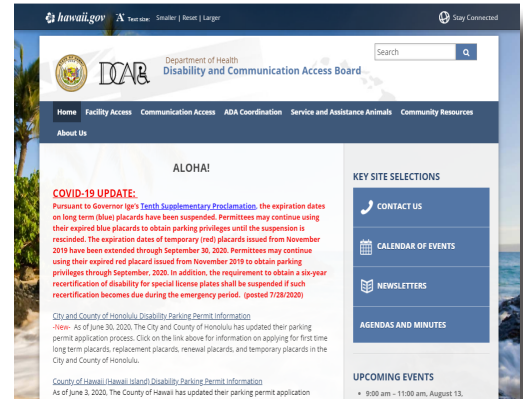 hawaii.gov Text size: Smaller | Reset | Larger Stay Connected
Search
DCAB
Department of Health
Disability and Communication Access Board
Home Facility Access Communication Access ADA Coordination Service and Assistance Animals Community Resources
About Us
ALOHA!
COVID-19 UPDATE:
Pursuant to Governor Ige's Tenth Supplementary Proclamation, the expiration dates
on long term (blue) placards have been suspended. Permittees may continue using
their expired blue placards to obtain parking privileges until the suspension is
rescinded. The expiration dates of temporary (red) placards issued from November
2019 have been extended through September 30, 2020. Permittees may continue
using their expired red placard issued from November 2019 to obtain parking
privileges through September, 2020. In addition, the requirement to obtain a six-year
recertification of disability for special license plates shall be suspended if such
recertification becomes due during the emergency period. (posted 7/28/2020)
City and County of Honolulu Disability Parking Permit Information
-New- As of June 30, 2020, The City and County of Honolulu has updated their parking
permit application process. Click on the link above for information on applying for first time
long term placards, replacement placards, renewal placards, and temporary placards in the
City and County of Honolulu.
County of Hawaii (Hawaii Island) Disability Parking Permit Information
As of June 3, 2020, The County of Hawaii has updated their parking permit application
KEY SITE SELECTIONS
CONTACT US
CALENDAR OF EVENTS
NEWSLETTERS
AGENDAS AND MINUTES
UPCOMING EVENTS
9:00 am – 11:00 am, August 13,